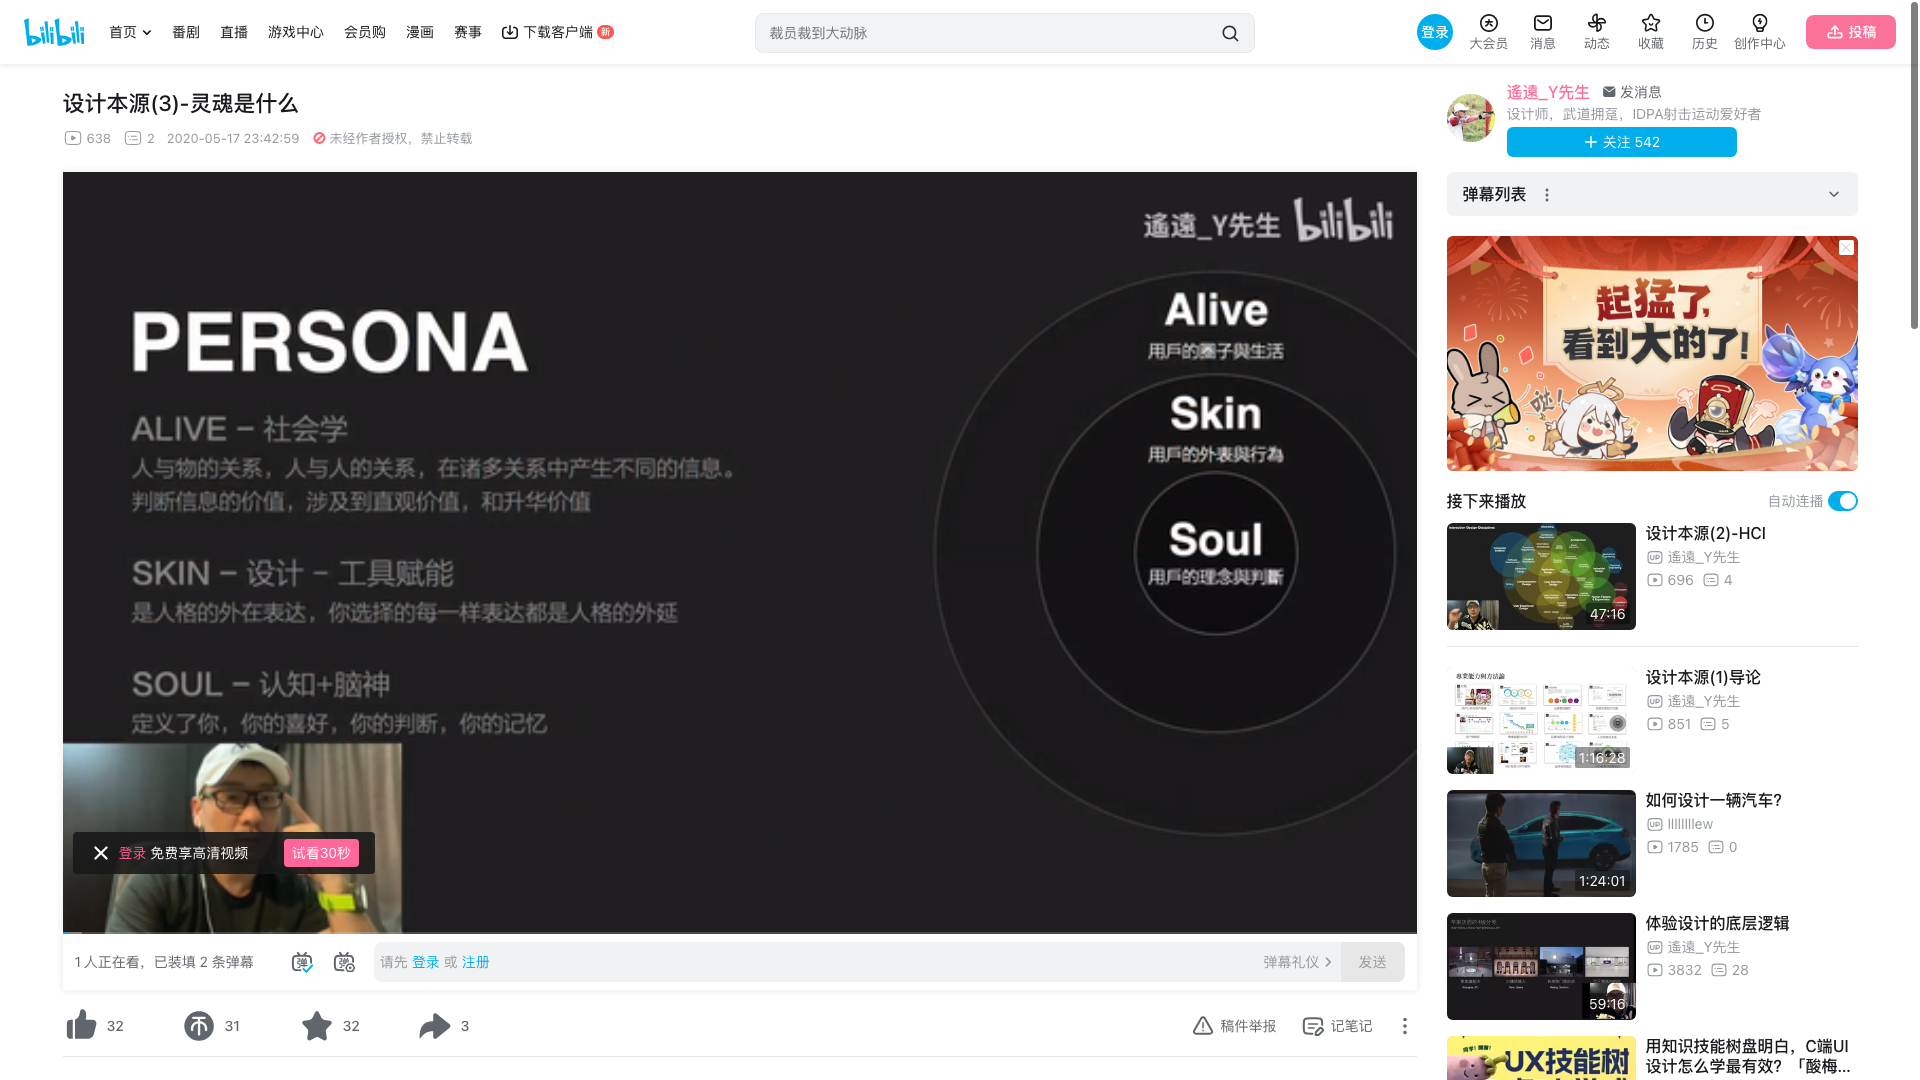 bilibili
首页
番剧
直播
游戏中心
会员购
漫画
赛事
下载客户端
新
裁员裁到大动脉
登录
大会员
消息
动态
收藏
历史
创作中心
投稿
设计本源(3)-灵魂是什么
638
2
2020-05-17 23:42:59
未经作者授权，禁止转载
遙遠_Y先生
发消息
设计师，武道拥趸，IDPA射击运动爱好者
+ 关注 542
遙遠_Y先生 bilibili
PERSONA
ALIVE – 社会学
人与物的关系，人与人的关系，在诸多关系中产生不同的信息。
判断信息的价值，涉及到直观价值，和升华价值
SKIN – 设计 – 工具赋能
是人格的外在表达，你选择的每一样表达都是人格的外延
SOUL – 认知+脑神
定义了你，你的喜好，你的判断，你的记忆
Alive
用戶的圈子與生活
Skin
用戶的外表與行為
Soul
用戶的理念與判斷
登录 免费享高清视频
试看30秒
1 人正在看，已装填 2 条弹幕
弹
弹
请先 登录 或 注册
弹幕礼仪
发送
32
31
32
3
稿件举报
记笔记
弹幕列表
起猛了，
看到大的了！
接下来播放
自动连播
47:16
设计本源(2)-HCI
UP 遙遠_Y先生
696
4
專業能力與方法論
1:16:28
设计本源(1)导论
UP 遙遠_Y先生
851
5
1:24:01
如何设计一辆汽车?
UP lllllllew
1785
0
59:16
体验设计的底层逻辑
UP 遙遠_Y先生
3832
28
UX技能树
用知识技能树盘明白，C端UI
设计怎么学最有效？「酸梅...